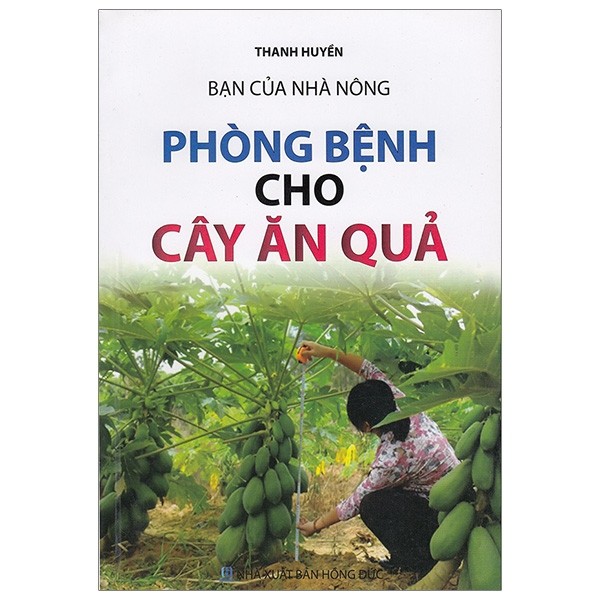 THANH HUYỀN
BẠN CỦA NHÀ NÔNG
PHÒNG BỆNH
CHO
CÂY ĂN QUẢ
NHÀ XUẤT BẢN HỒNG ĐỨC